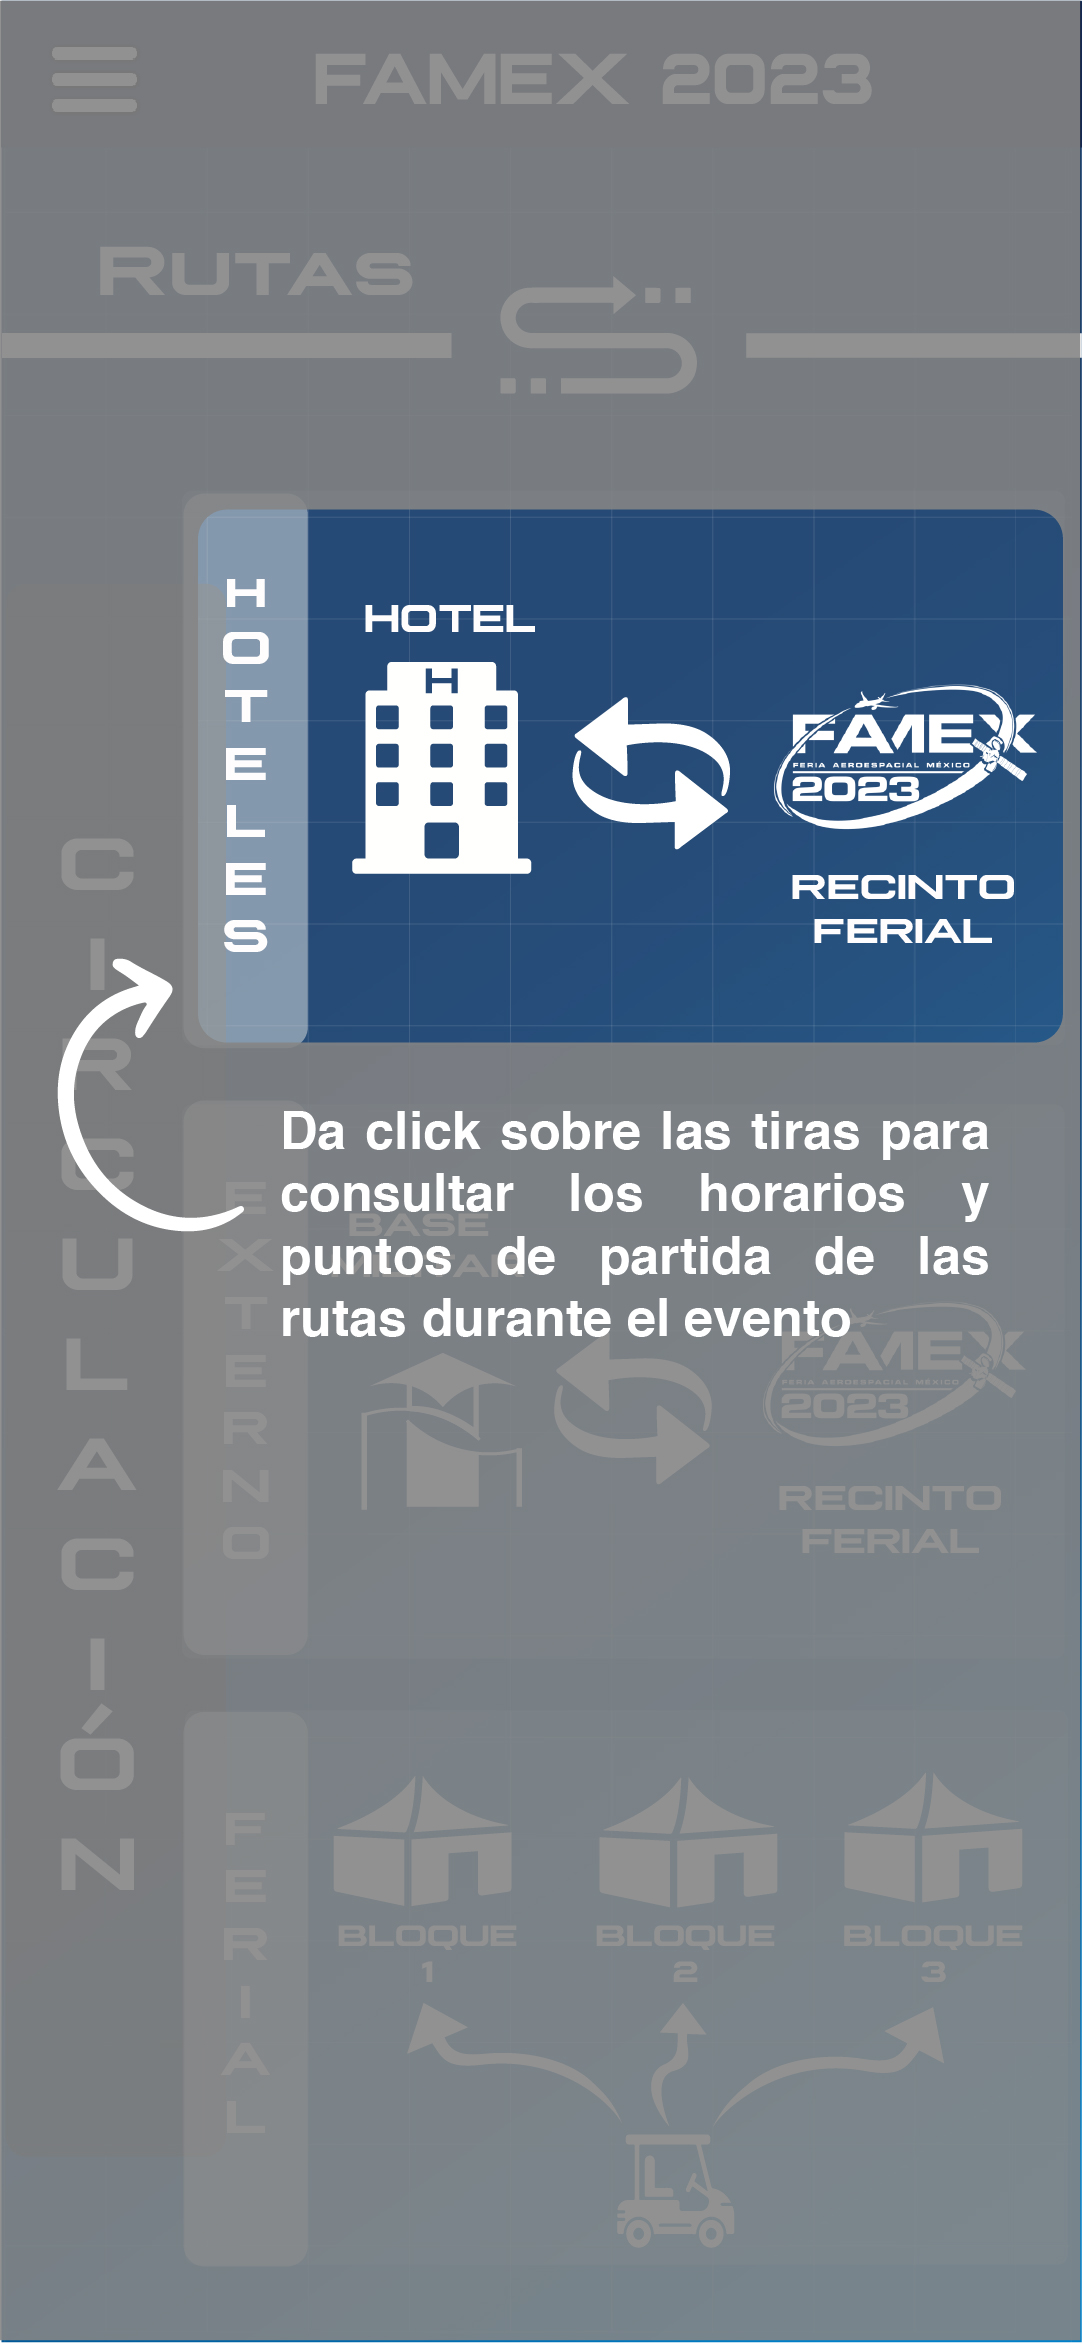 FAMEX 2023
RUTAS
CIRCULACIÓN
HOTELES
HOTEL
H
FAMEX
FERIA AEROESPACIAL MÉXICO
2023
RECINTO
FERIAL
Da click sobre las tiras para
consultar los horarios y
puntos de partida de las
rutas durante el evento
EXTERNO
BASE
MILITAR
FAMEX
FERIA AEROESPACIAL MÉXICO
2023
RECINTO
FERIAL
FERIAL
BLOQUE
1
BLOQUE
2
BLOQUE
3